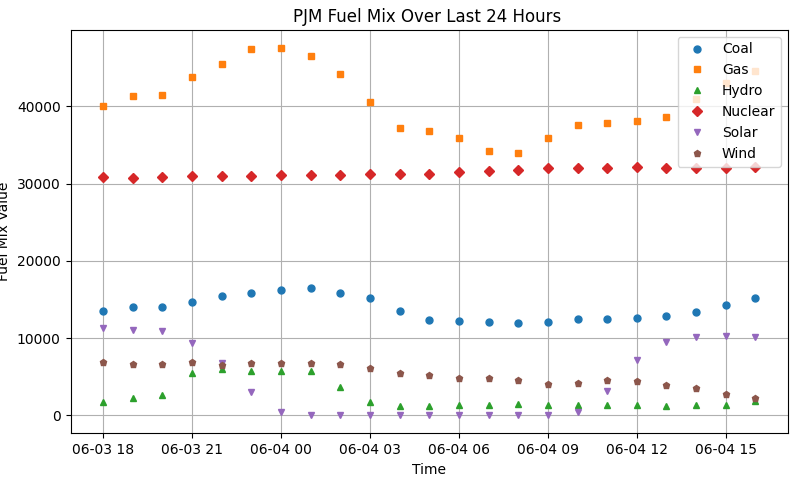 PJM Fuel Mix Over Last 24 Hours
Coal
Gas
Hydro
Nuclear
Solar
Wind
40000
30000
20000
10000
0
Fuel Mix Value
06-03 18
06-03 21
06-04 00
06-04 03
06-04 06
06-04 09
06-04 12
06-04 15
Time